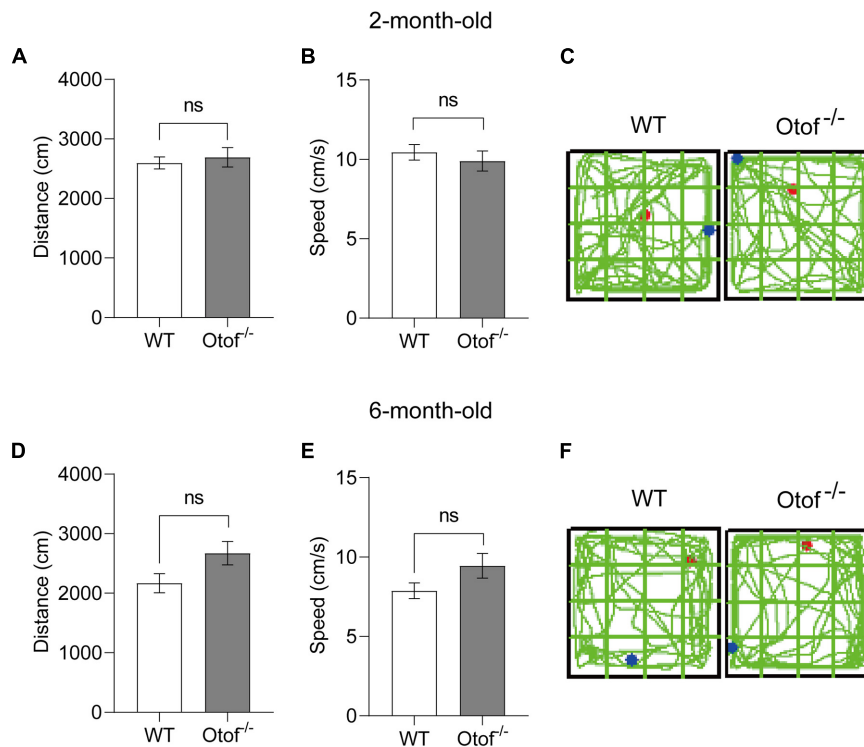 2-month-old
A
B
C
4000
3000
2000
1000
0
Distance (cm)
ns
WT
Otof-/-
15
10
5
0
Speed (cm/s)
ns
WT
Otof-/-
WT
Otof-/-
6-month-old
D
E
F
4000
3000
2000
1000
0
Distance (cm)
ns
WT
Otof-/-
15
10
5
0
Speed (cm/s)
ns
WT
Otof-/-
WT
Otof-/-